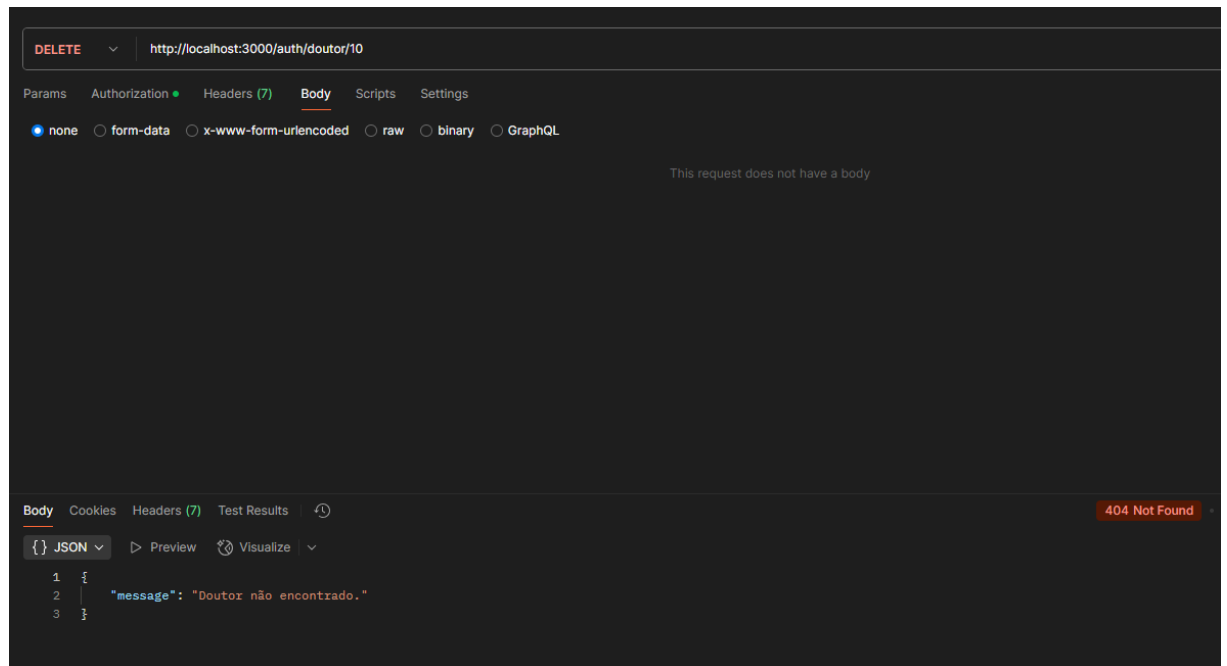 DELETE http://localhost:3000/auth/doutor/10
Params Authorization Headers (7) Body Scripts Settings
none form-data x-www-form-urlencoded raw binary GraphQL
This request does not have a body
Body Cookies Headers (7) Test Results 404 Not Found
{} JSON Preview Visualize
1 {
2 "message": "Doutor não encontrado."
3 }